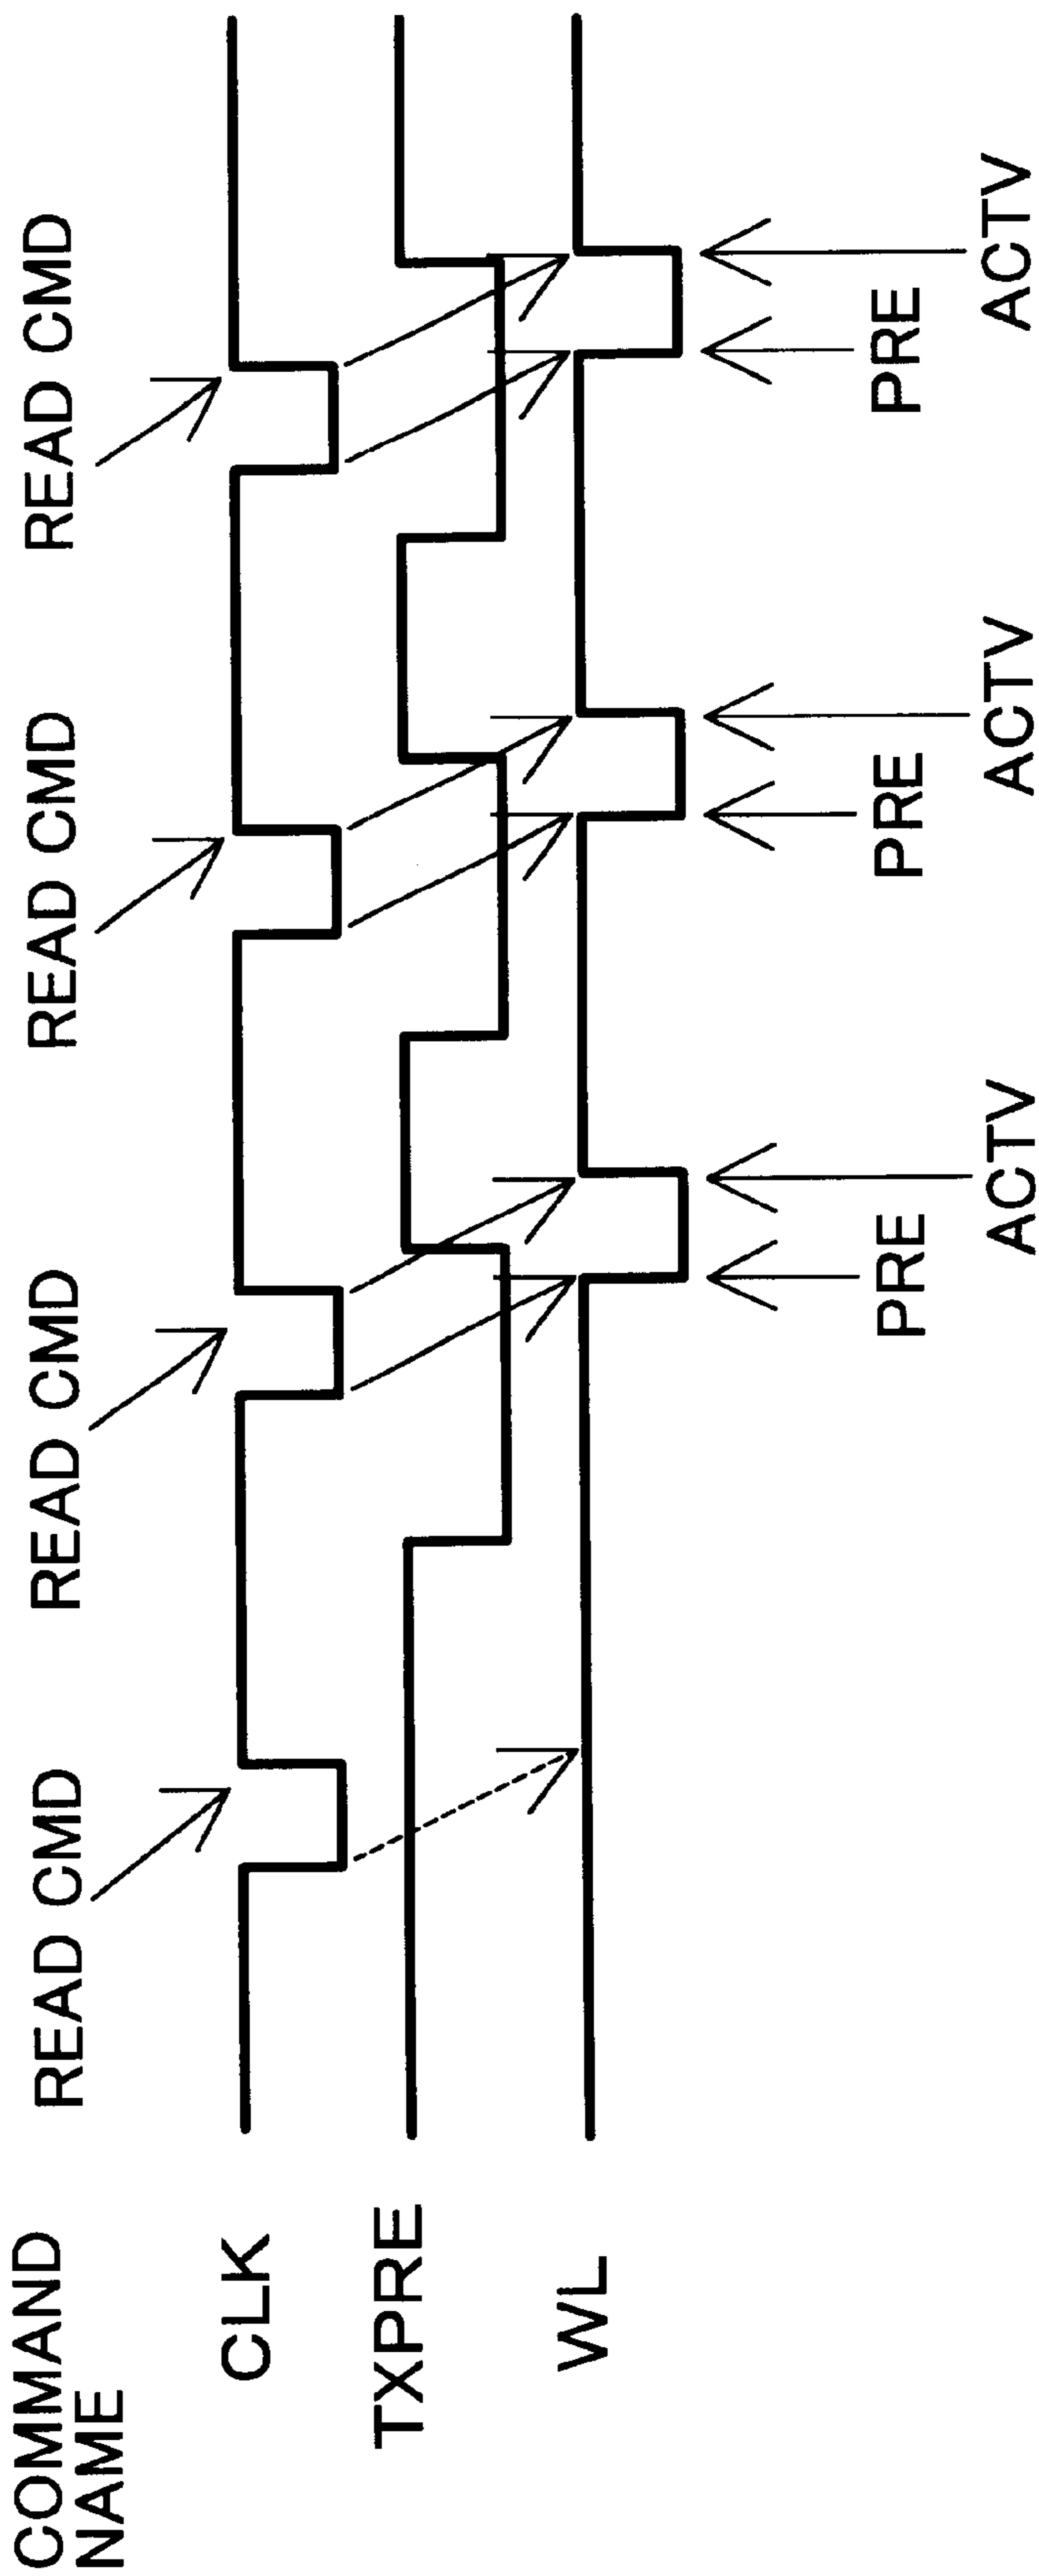 COMMAND
NAME
READ CMD
READ CMD
READ CMD
READ CMD
CLK
TXPRE
WL
PRE
PRE
PRE
ACTV
ACTV
ACTV